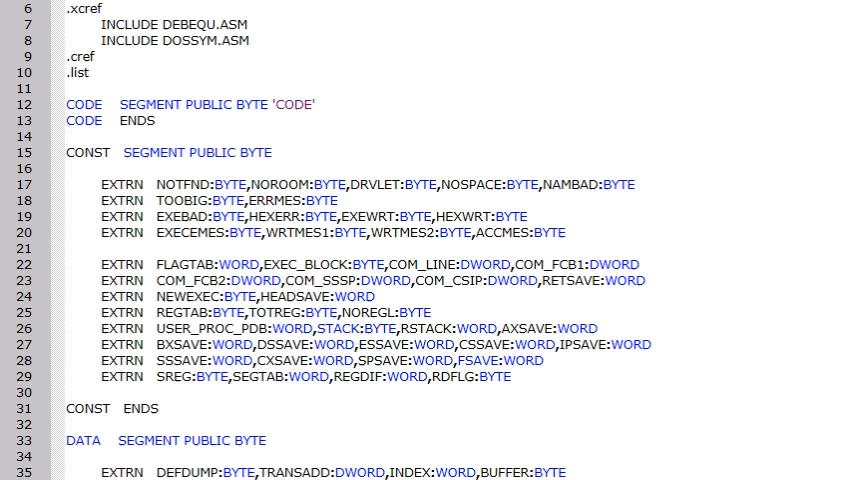 6 .xcref
7 INCLUDE DEBEQU.ASM
8 INCLUDE DOSSYM.ASM
9 .cref
10 .list
11
12 CODE SEGMENT PUBLIC BYTE 'CODE'
13 CODE ENDS
14
15 CONST SEGMENT PUBLIC BYTE
16
17 EXTRN NOTFND:BYTE,NOROOM:BYTE,DRVLET:BYTE,NOSPACE:BYTE,NAMBAD:BYTE
18 EXTRN TOOBIG:BYTE,ERRMES:BYTE
19 EXTRN EXEBAD:BYTE,HEXERR:BYTE,EXEWRT:BYTE,HEXWRT:BYTE
20 EXTRN EXECEMES:BYTE,WRTMES1:BYTE,WRTMES2:BYTE,ACCMES:BYTE
21
22 EXTRN FLAGTAB:WORD,EXEC_BLOCK:BYTE,COM_LINE:DWORD,COM_FCB1:DWORD
23 EXTRN COM_FCB2:DWORD,COM_SSSP:DWORD,COM_CSIP:DWORD,RETSAVE:WORD
24 EXTRN NEWEXEC:BYTE,HEADSAVE:WORD
25 EXTRN REGTAB:BYTE,TOTREG:BYTE,NOREGL:BYTE
26 EXTRN USER_PROC_PDB:WORD,STACK:BYTE,RSTACK:WORD,AXSAVE:WORD
27 EXTRN BXSAVE:WORD,DSSAVE:WORD,ESSAVE:WORD,CSSAVE:WORD,IPSAVE:WORD
28 EXTRN SSSAVE:WORD,CXSAVE:WORD,SPSAVE:WORD,FSAVE:WORD
29 EXTRN SREG:BYTE,SEGTAB:WORD,REGDIF:WORD,RDFLG:BYTE
30
31 CONST ENDS
32
33 DATA SEGMENT PUBLIC BYTE
34
35 EXTRN DEFDUMP:BYTE,TRANSADD:DWORD,INDEX:WORD,BUFFER:BYTE